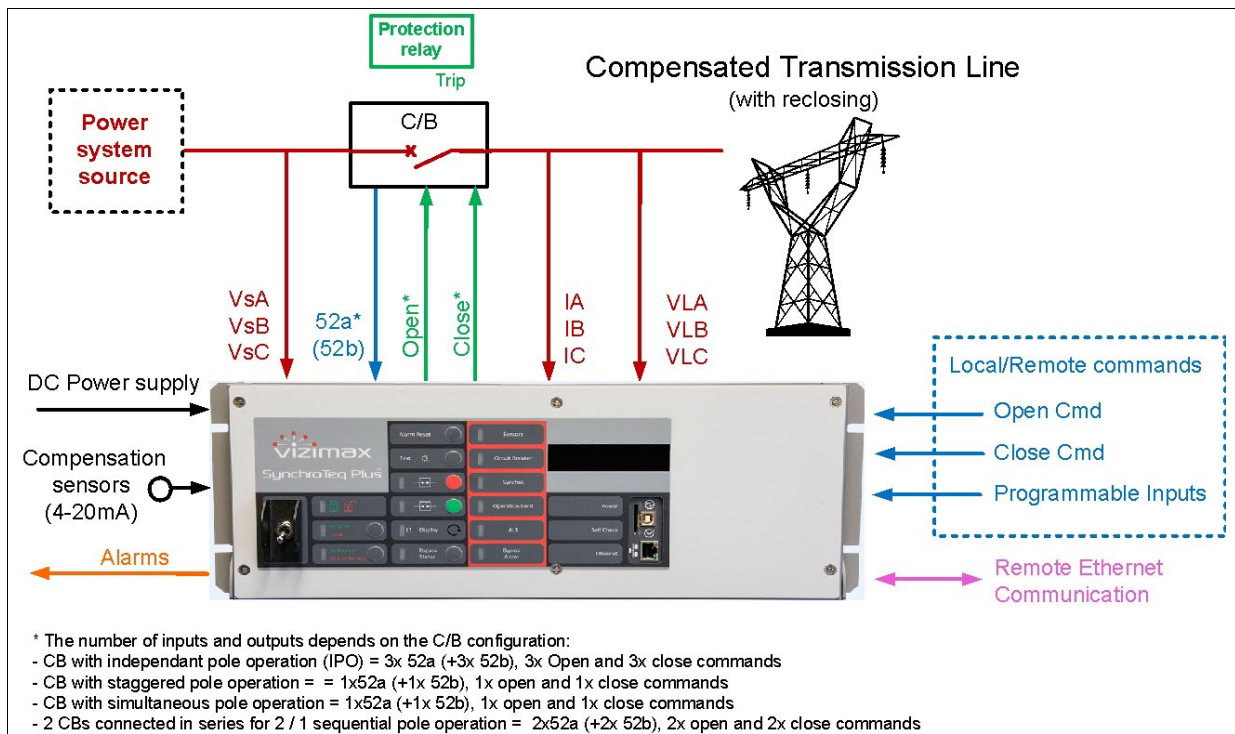 Protection
relay
Trip
Compensated Transmission Line
(with reclosing)
Power
system
source
C/B
VsA
VsB
VsC
52a*
(52b)
Open*
Close*
IA
IB
IC
VLA
VLB
VLC
DC Power supply
Compensation
sensors
(4-20mA)
Alarms
Local/Remote commands
Open Cmd
Close Cmd
Programmable Inputs
Remote Ethernet
Communication
vizimax
SynchroTeq Plus
Alarm Reset
Sensors
Test
Circuit Breaker
Synchro
Operation Limit
Power
Display
ALT
Self Check
Bypass
Status
Bypass
Alarm
Ethernet
* The number of inputs and outputs depends on the C/B configuration:
- CB with independant pole operation (IPO) = 3x 52a (+3x 52b), 3x Open and 3x close commands
- CB with staggered pole operation = = 1x52a (+1x 52b), 1x open and 1x close commands
- CB with simultaneous pole operation = 1x52a (+1x 52b), 1x open and 1x close commands
- 2 CBs connected in series for 2 / 1 sequential pole operation = 2x52a (+2x 52b), 2x open and 2x close commands